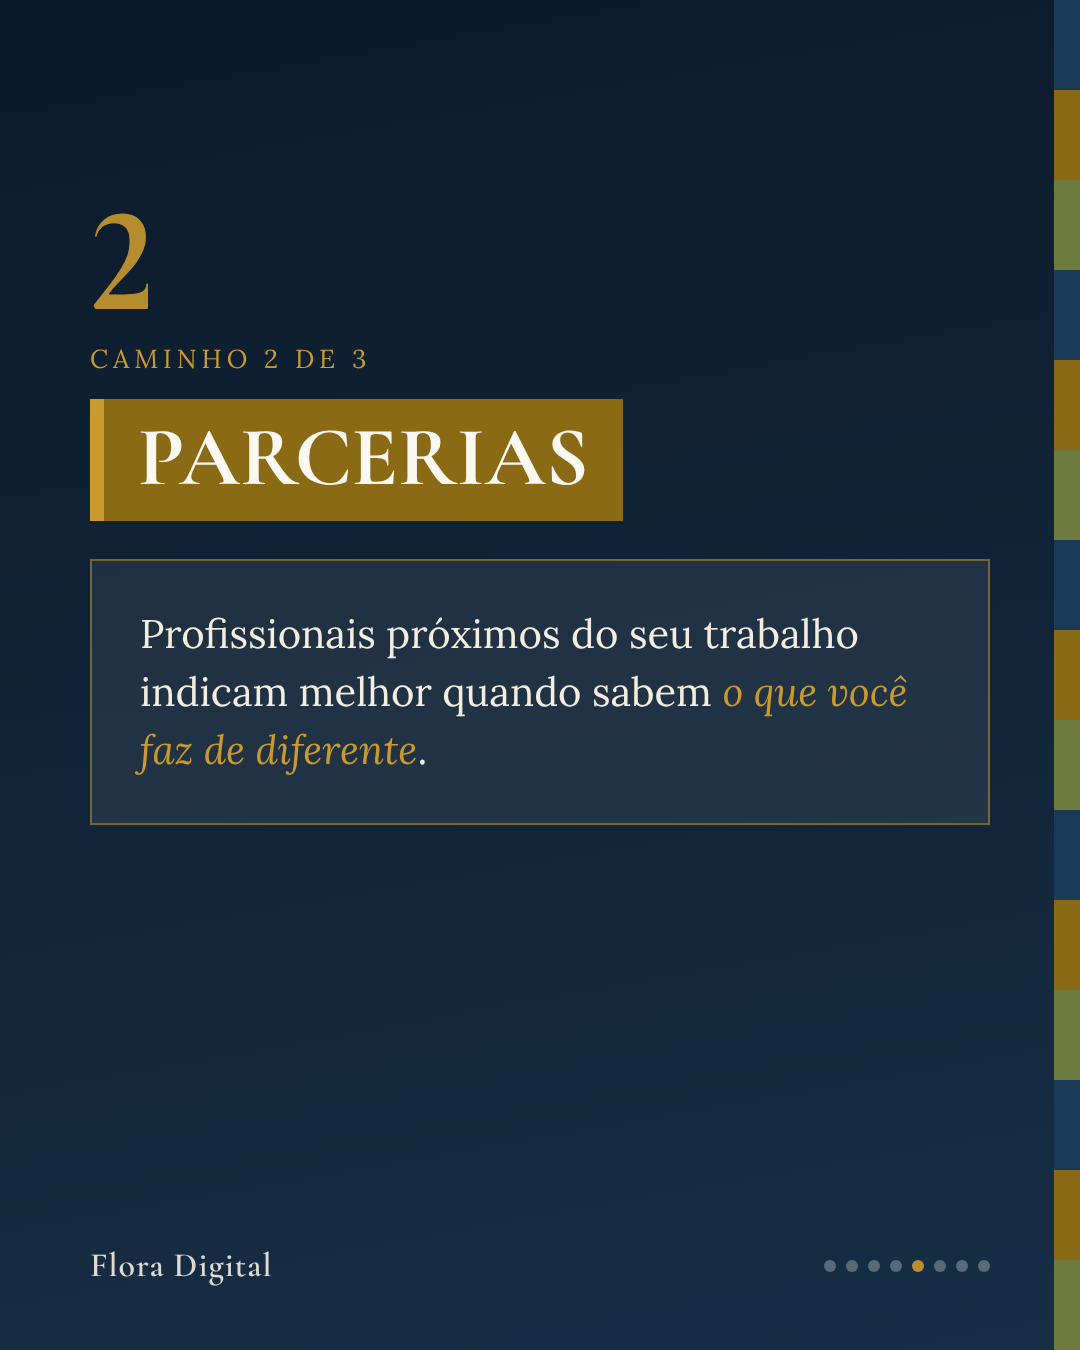 2
CAMINHO 2 DE 3
PARCERIAS
Profissionais próximos do seu trabalho
indicam melhor quando sabem o que você
faz de diferente.
Flora Digital